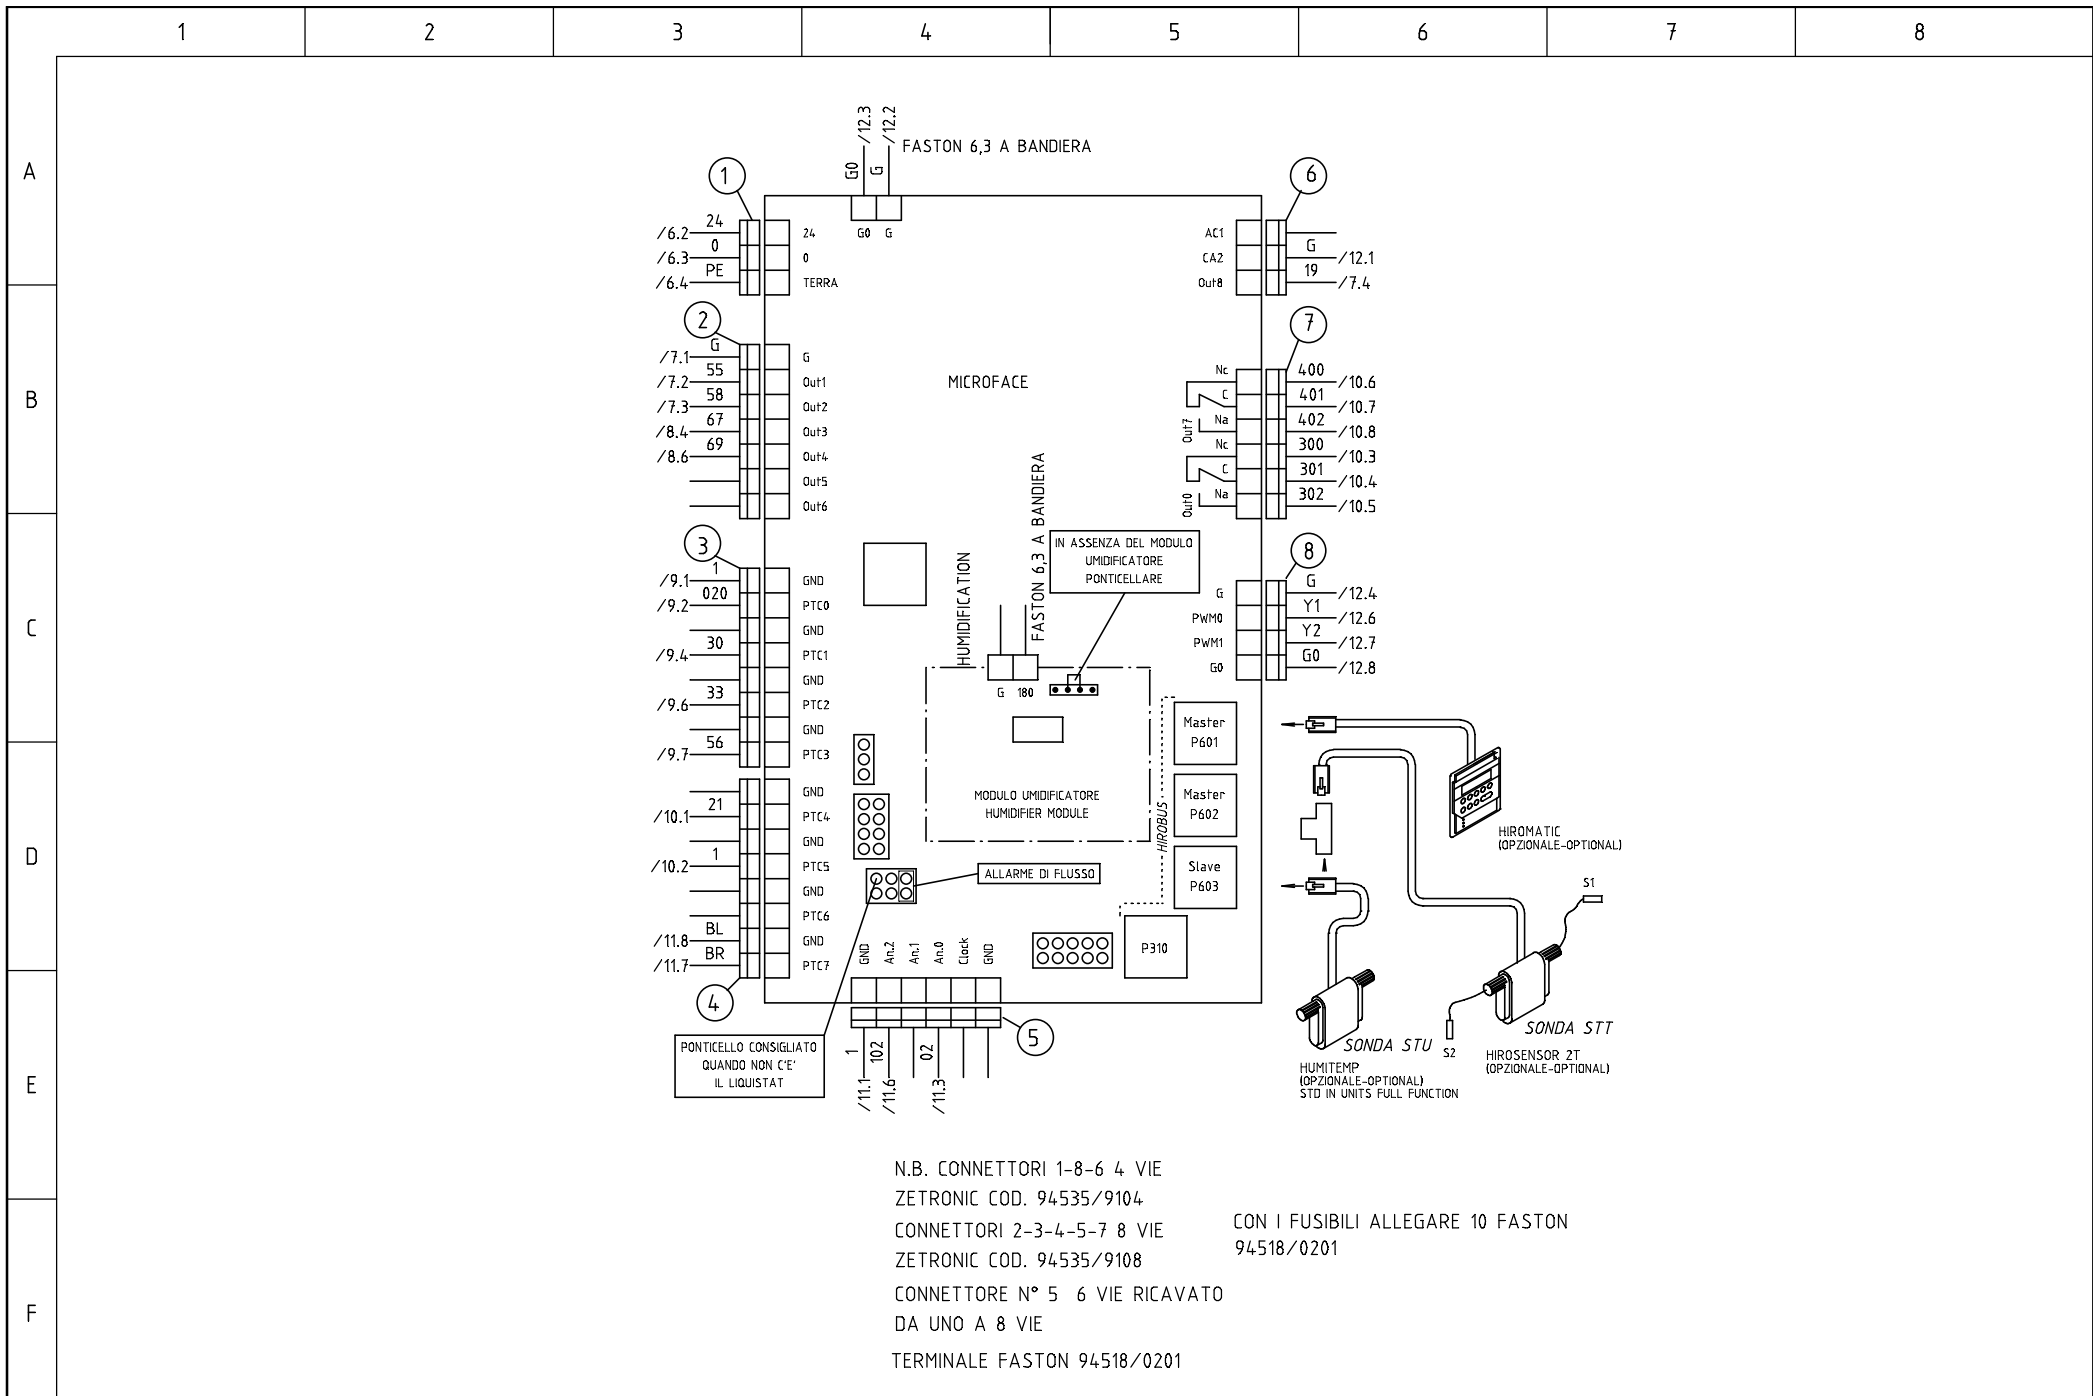 1 2 3 4 5 6 7 8
A
B
C
D
E
F
/12.3
/12.2
FASTON 6,3 A BANDIERA
G0
G
G0 G
1
/6.2 24 24
/6.3 0 0
/6.4 PE TERRA
2
/7.1 G G
/7.2 55 Out1
/7.3 58 Out2
/8.4 67 Out3
/8.6 69 Out4
Out5
Out6
3
/9.1 1 GND
/9.2 020 PTC0
GND
/9.4 30 PTC1
GND
/9.6 33 PTC2
GND
/9.7 56 PTC3
GND
/10.1 21 PTC4
GND
/10.2 1 PTC5
GND
PTC6
/11.8 BL GND
/11.7 BR PTC7
4
MICROFACE
6
AC1
CA2 G /12.1
Out8 19 /7.4
7
Nc 400 /10.6
C 401 /10.7
Na 402 /10.8
Out7
Nc 300 /10.3
C 301 /10.4
Na 302 /10.5
Out0
8
G G /12.4
PWM0 Y1 /12.6
PWM1 Y2 /12.7
G0 G0 /12.8
HUMIDIFICATION
FASTON 6,3 A BANDIERA
IN ASSENZA DEL MODULO
UMIDIFICATORE
PONTICELLARE
G 180
MODULO UMIDIFICATORE
HUMIDIFIER MODULE
HIROBUS
Master
P601
Master
P602
Slave
P603
P310
ALLARME DI FLUSSO
GND An.2 An.1 An.0 Clock GND
5
1 102 02
/11.1 /11.6 /11.3
PONTICELLO CONSIGLIATO
QUANDO NON C'E'
IL LIQUISTAT
HIROMATIC
(OPZIONALE-OPTIONAL)
S1
SONDA STT
S2
HIROSENSOR 2T
(OPZIONALE-OPTIONAL)
SONDA STU
HUMITEMP
(OPZIONALE-OPTIONAL)
STD IN UNITS FULL FUNCTION
N.B. CONNETTORI 1-8-6 4 VIE
ZETRONIC COD. 94535/9104
CONNETTORI 2-3-4-5-7 8 VIE
ZETRONIC COD. 94535/9108
CONNETTORE N° 5 6 VIE RICAVATO
DA UNO A 8 VIE
TERMINALE FASTON 94518/0201
CON I FUSIBILI ALLEGARE 10 FASTON
94518/0201